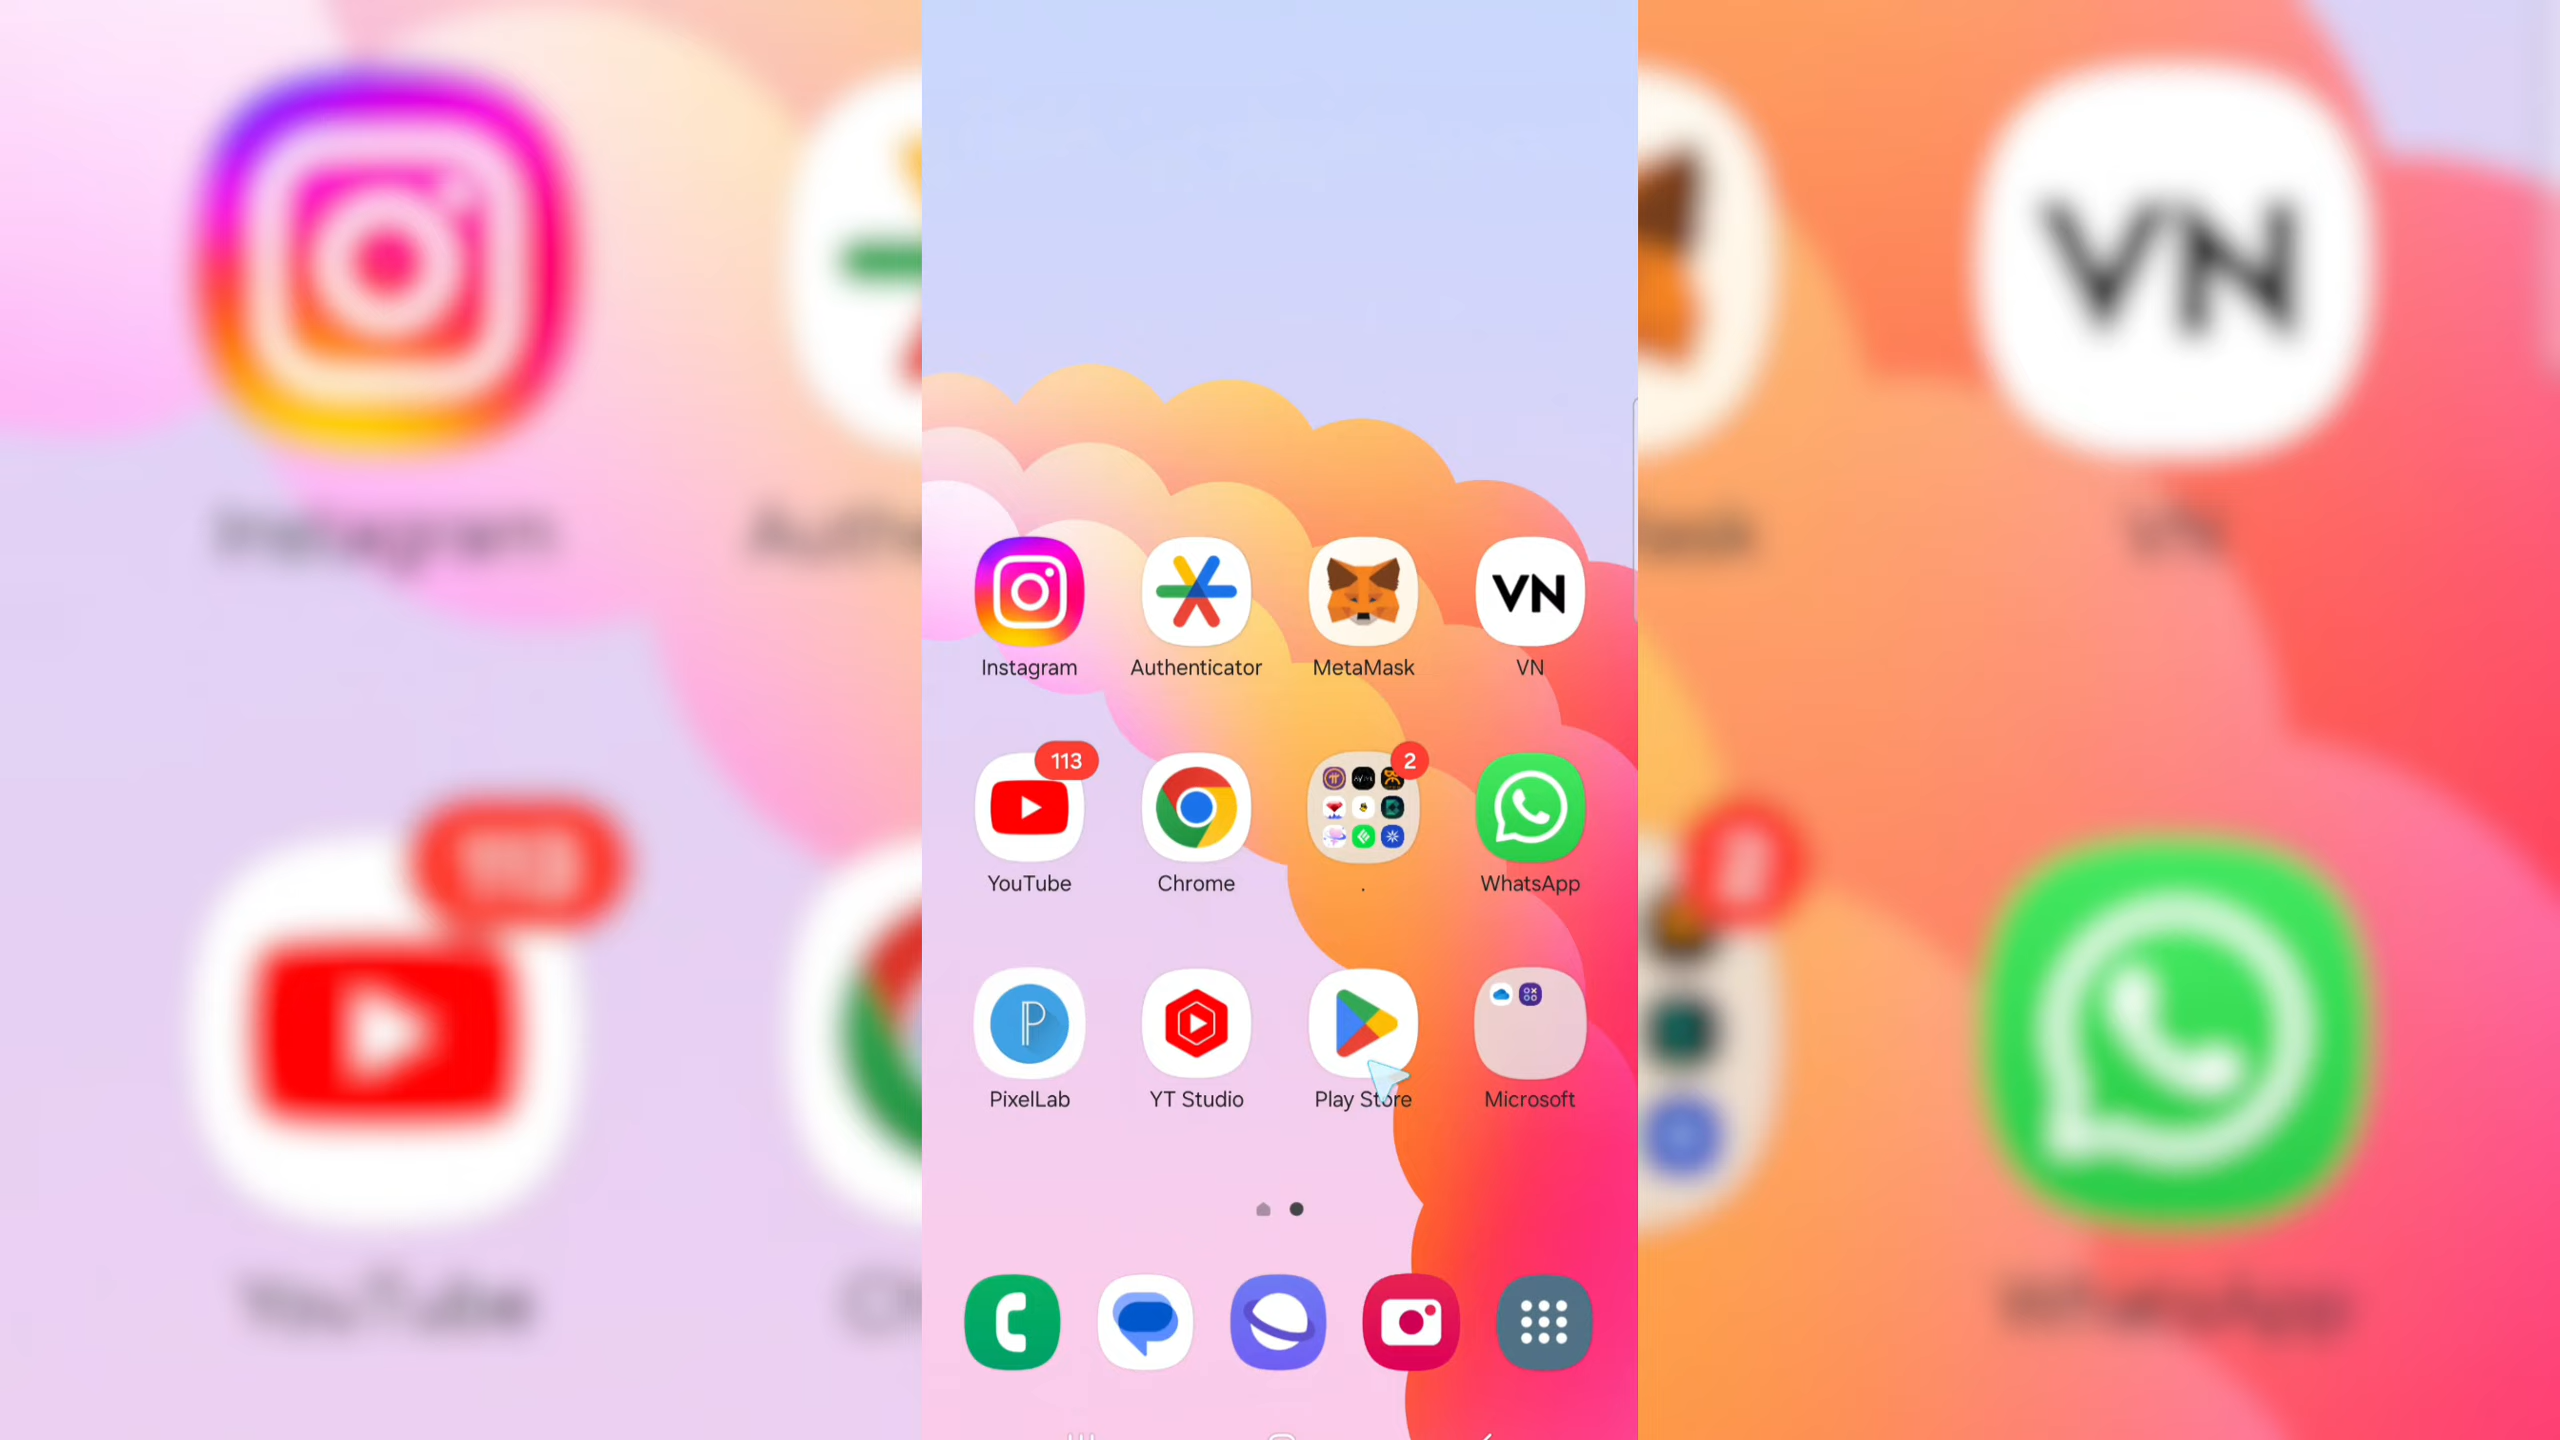 Instagram
Authenticator
MetaMask
VN
VN
113
2
YouTube
Chrome
.
WhatsApp
PixelLab
YT Studio
Play Store
Microsoft